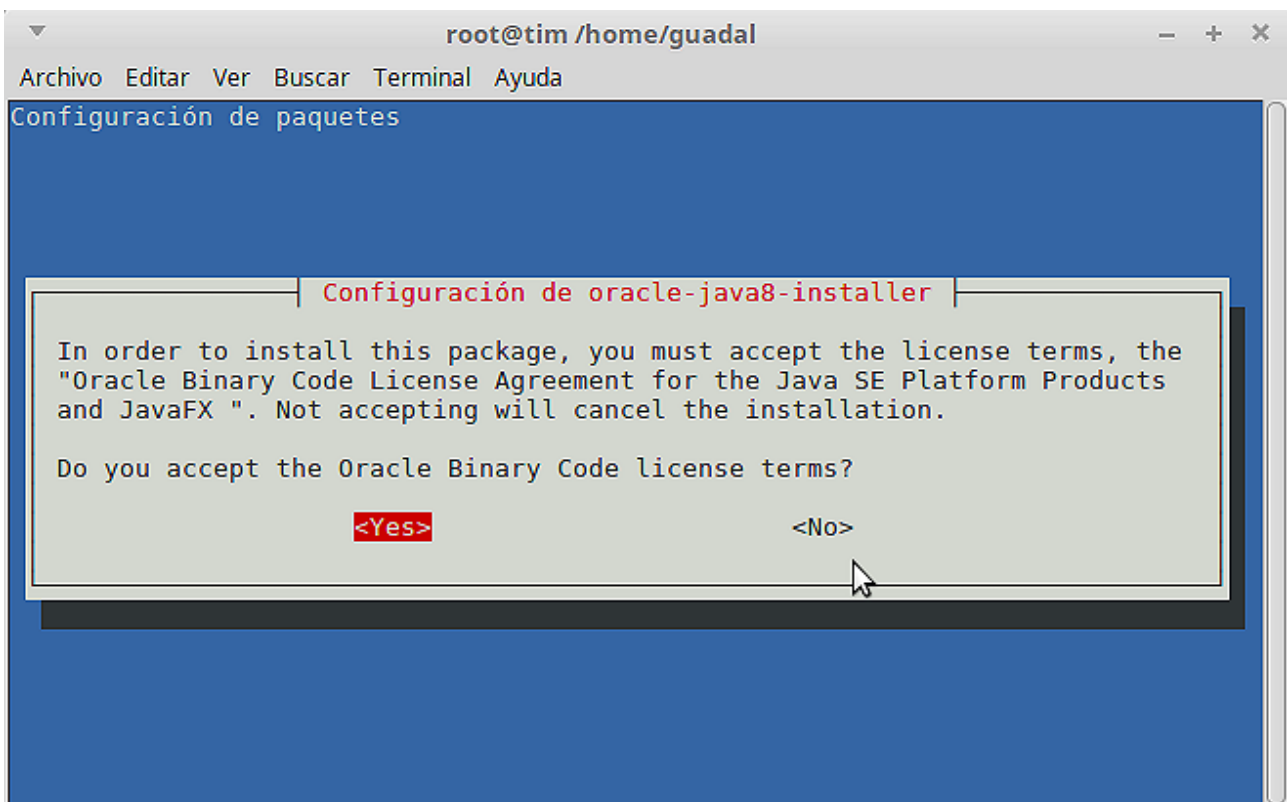 root@tim /home/guadal
Archivo Editar Ver Buscar Terminal Ayuda
Configuración de paquetes
Configuración de oracle-java8-installer
In order to install this package, you must accept the license terms, the
"Oracle Binary Code License Agreement for the Java SE Platform Products
and JavaFX ". Not accepting will cancel the installation.
Do you accept the Oracle Binary Code license terms?
<Yes> <No>